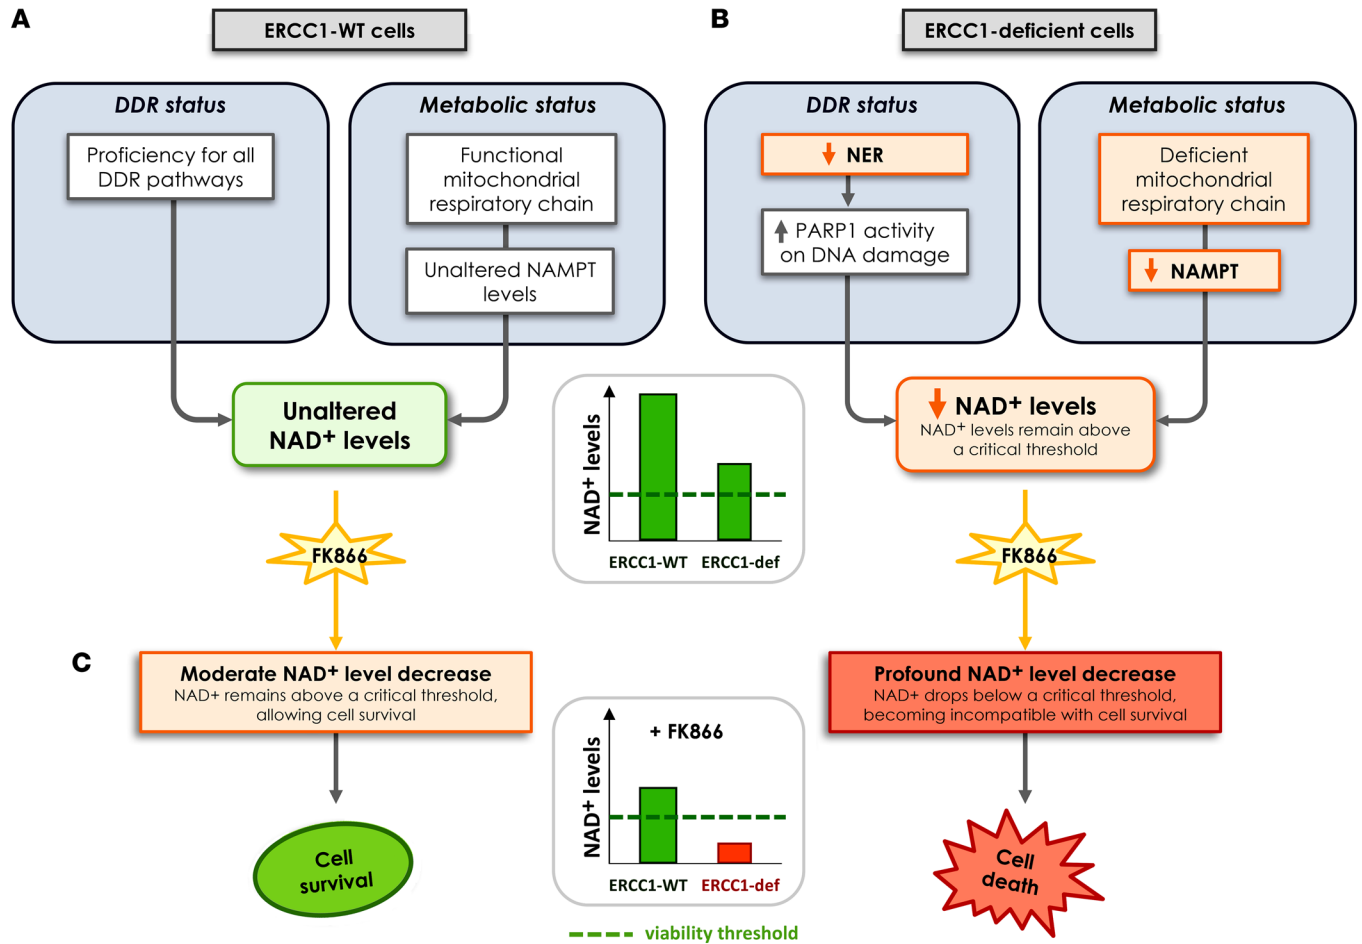 A
ERCC1-WT cells
DDR status
Proficiency for all
DDR pathways
Metabolic status
Functional
mitochondrial
respiratory chain
Unaltered NAMPT
levels
Unaltered
NAD+ levels
FK866
B
ERCC1-deficient cells
DDR status
NER
PARP1 activity
on DNA damage
Metabolic status
Deficient
mitochondrial
respiratory chain
NAMPT
NAD+ levels
NAD+ levels remain above
a critical threshold
FK866
NAD+ levels
ERCC1-WT
ERCC1-def
C
Moderate NAD+ level decrease
NAD+ remains above a critical threshold,
allowing cell survival
Cell
survival
+ FK866
NAD+ levels
ERCC1-WT
ERCC1-def
viability threshold
Profound NAD+ level decrease
NAD+ drops below a critical threshold,
becoming incompatible with cell survival
Cell
death